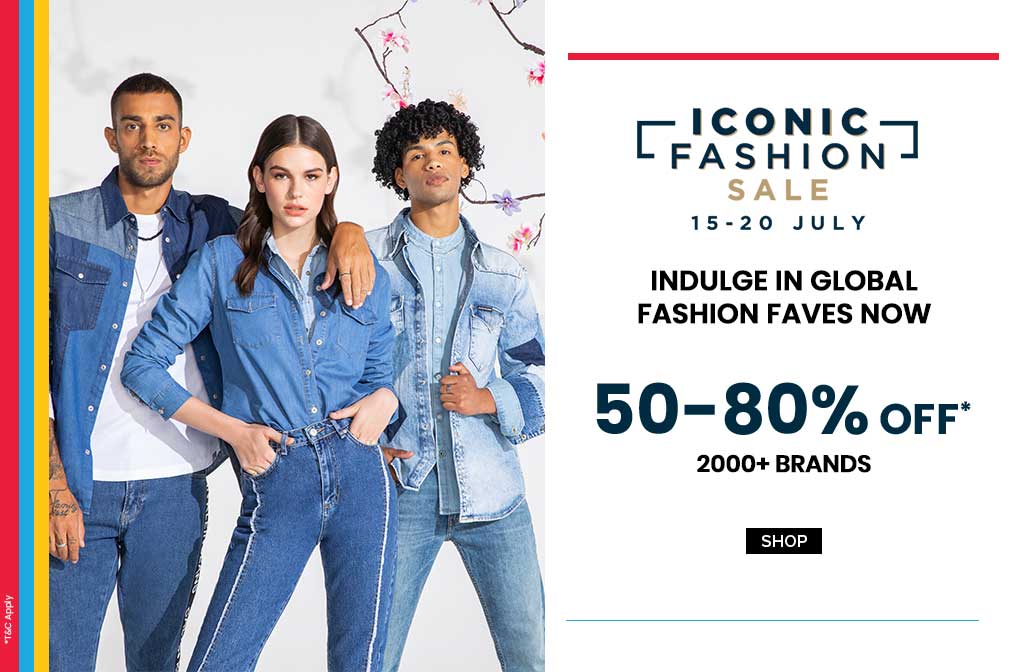 ICONIC
FASHION
SALE
15-20 JULY
INDULGE IN GLOBAL
FASHION FAVES NOW
50-80% OFF*
2000+ BRANDS
SHOP
*T&C Apply